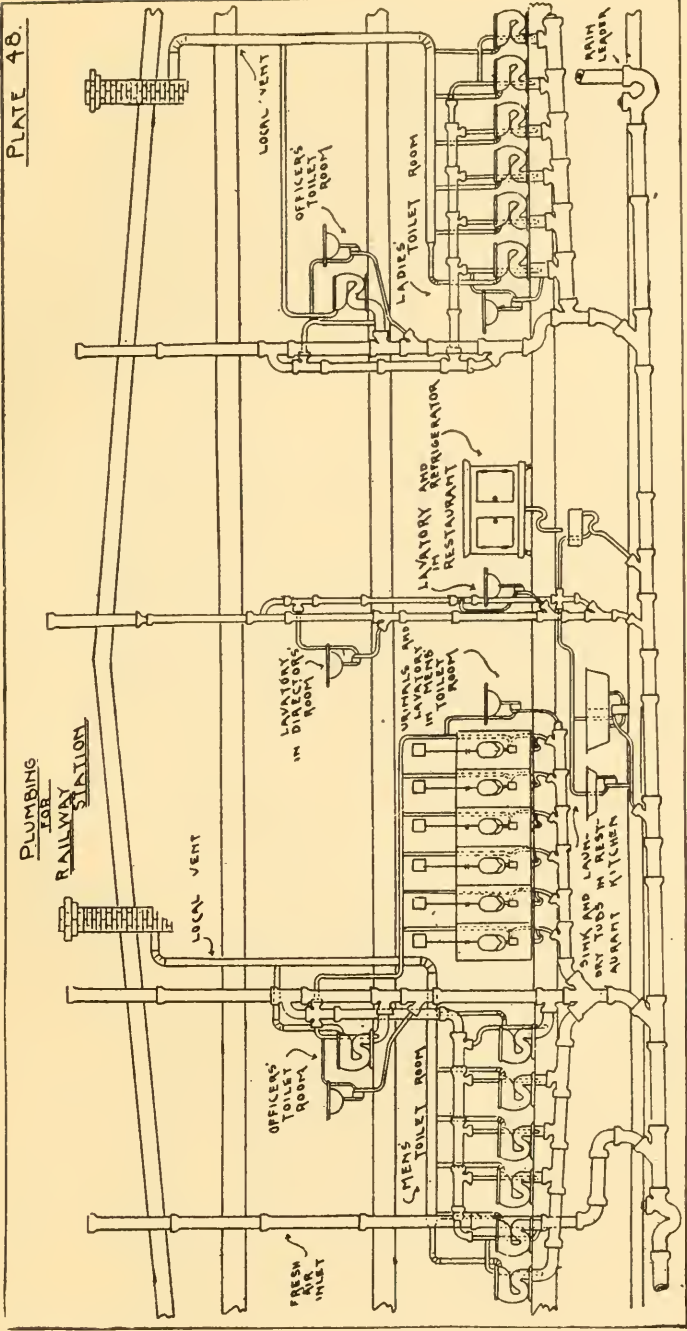 PLATE 48.
PLUMBING
FOR
RAILWAY
STATION
LOCAL VENT
LOCAL VENT
OFFICERS'
TOILET
ROOM
LAVATORY
IN DIRECTORS'
ROOM
OFFICERS'
TOILET
ROOM
FRESH
AIR
INLET
MEN'S
TOILET ROOM
URINALS AND
LAVATORY
IN MENS
TOILET
ROOM
LAVATORY AND
IN REFRIGERATOR
RESTAURANT
LADIES'
TOILET ROOM
SINK AND LAUN-
DRY TUBS IN REST-
AURANT KITCHEN
RAIN
LEADER